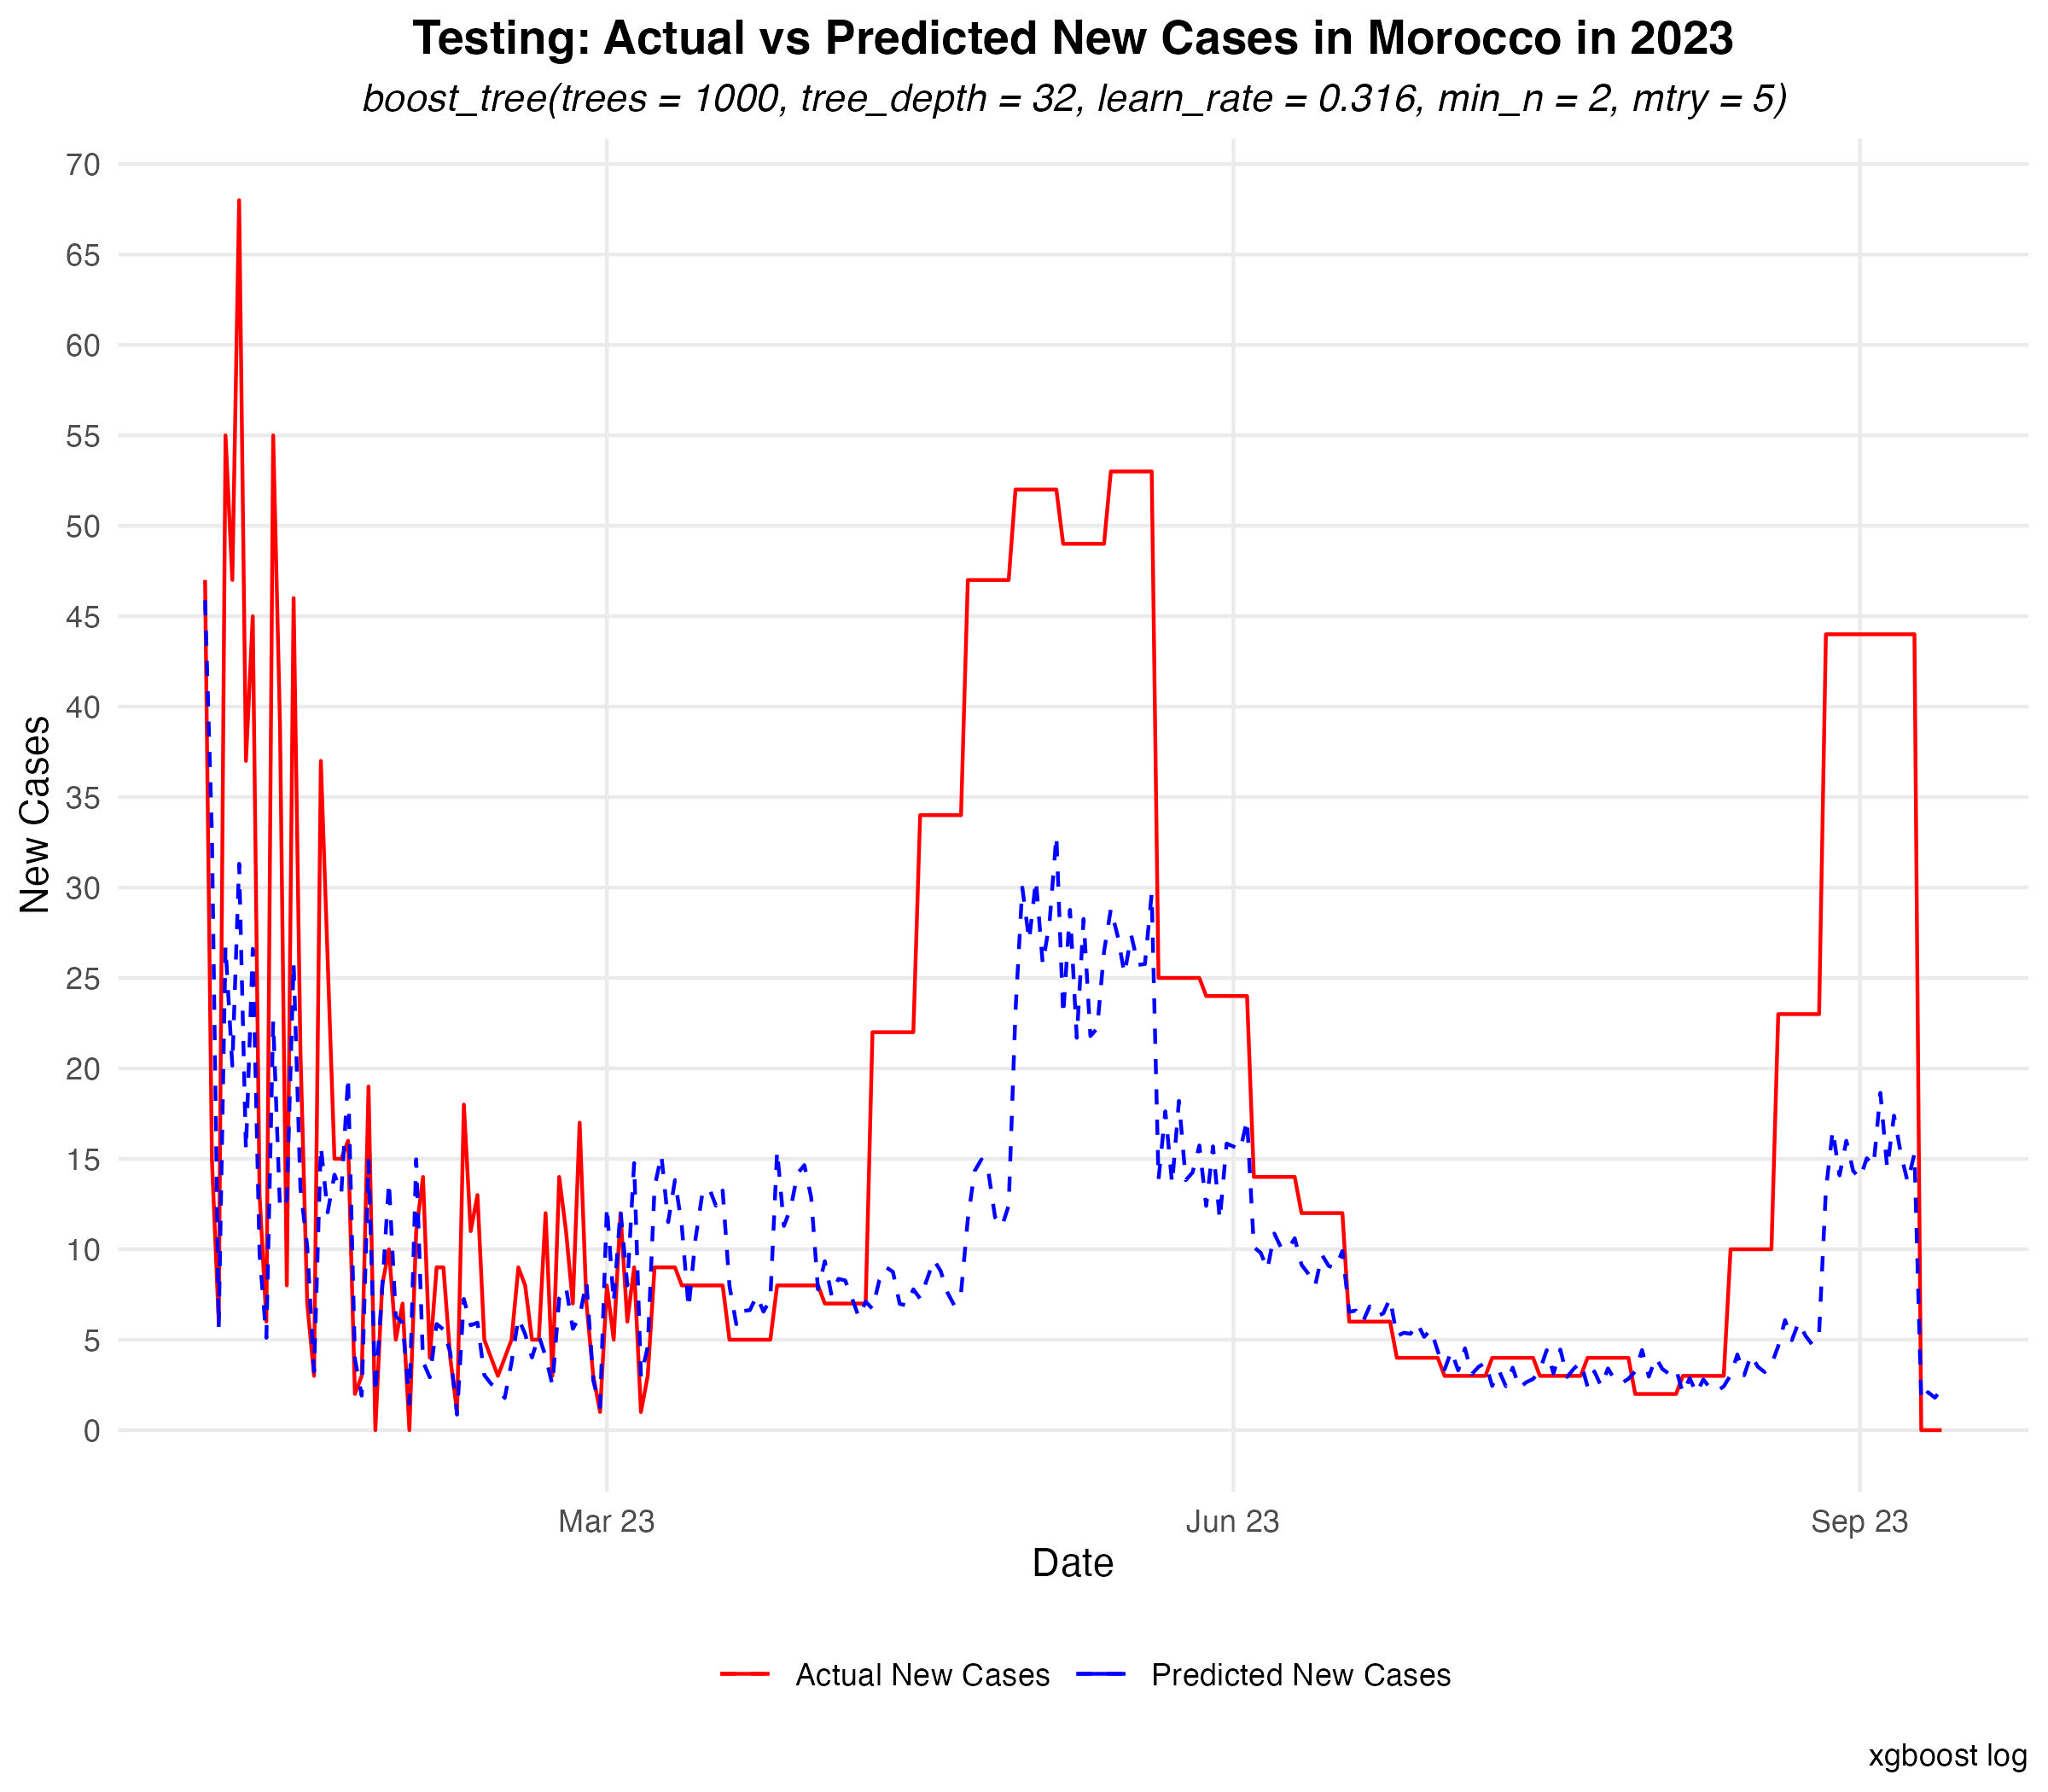 Testing: Actual vs Predicted New Cases in Morocco in 2023
boost_tree(trees = 1000, tree_depth = 32, learn_rate = 0.316, min_n = 2, mtry = 5)
New Cases
70
65
60
55
50
45
40
35
30
25
20
15
10
5
0
Mar 23 Jun 23 Sep 23
Date
Actual New Cases Predicted New Cases
xgboost log